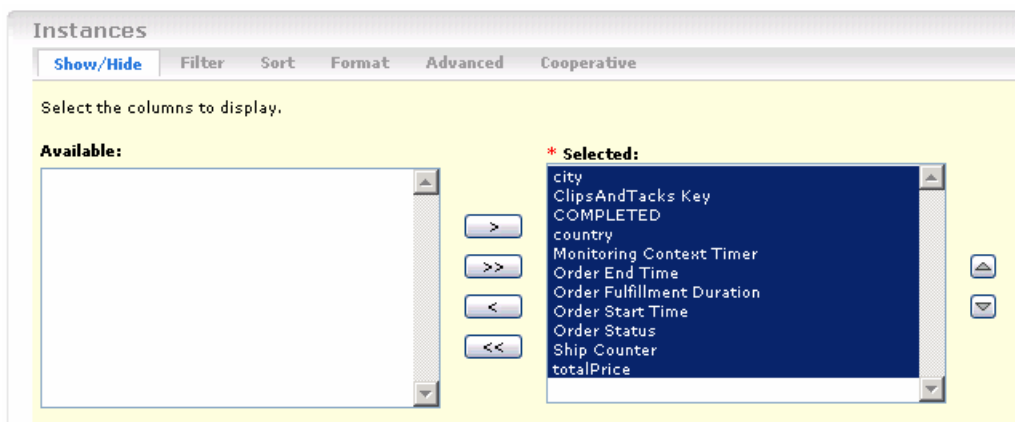 Instances
Show/Hide Filter Sort Format Advanced Cooperative
Select the columns to display.
Available:
* Selected:
city
ClipsAndTacks Key
COMPLETED
country
Monitoring Context Timer
Order End Time
Order Fulfillment Duration
Order Start Time
Order Status
Ship Counter
totalPrice
>
>>
<
<<